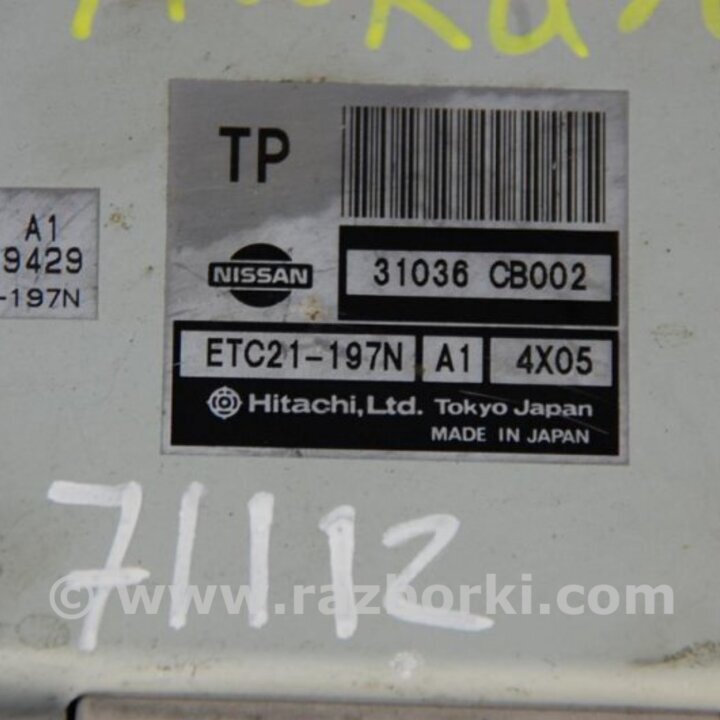 TP
NISSAN
31036 CB002
ETC21-197N A1 4X05
Hitachi, Ltd. Tokyo Japan
MADE IN JAPAN
A1
9429
-197N
71112
© www.razborki.com